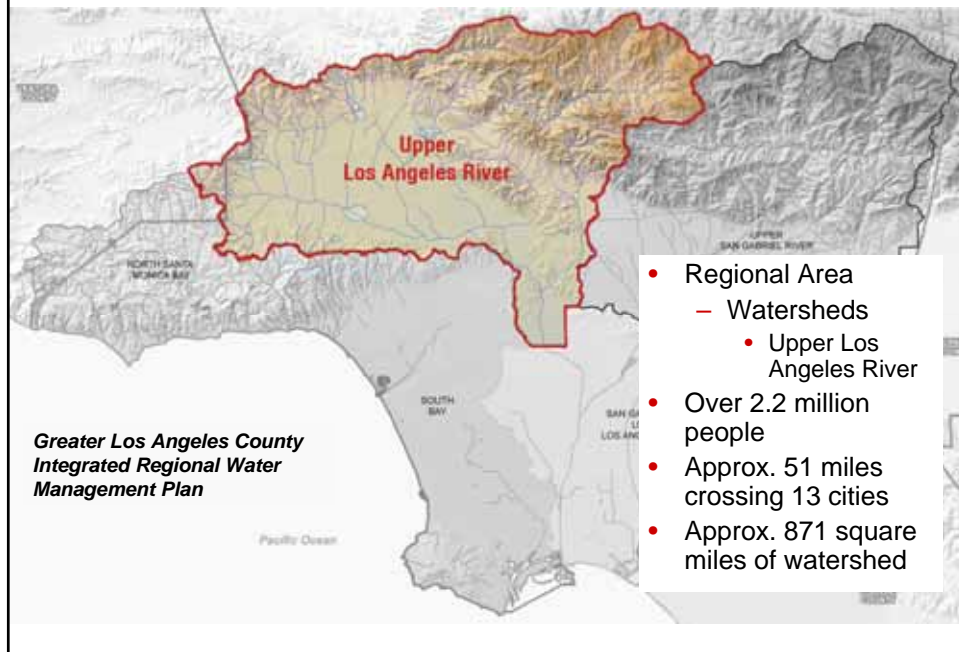 Upper
Los Angeles River
UPPER
SAN GABRIEL RIVER
NORTH SANTA
MONICA BAY
SOUTH
BAY
Greater Los Angeles County
Integrated Regional Water
Management Plan
Pacific Ocean
• Regional Area
– Watersheds
• Upper Los
Angeles River
• Over 2.2 million
people
• Approx. 51 miles
crossing 13 cities
• Approx. 871 square
miles of watershed